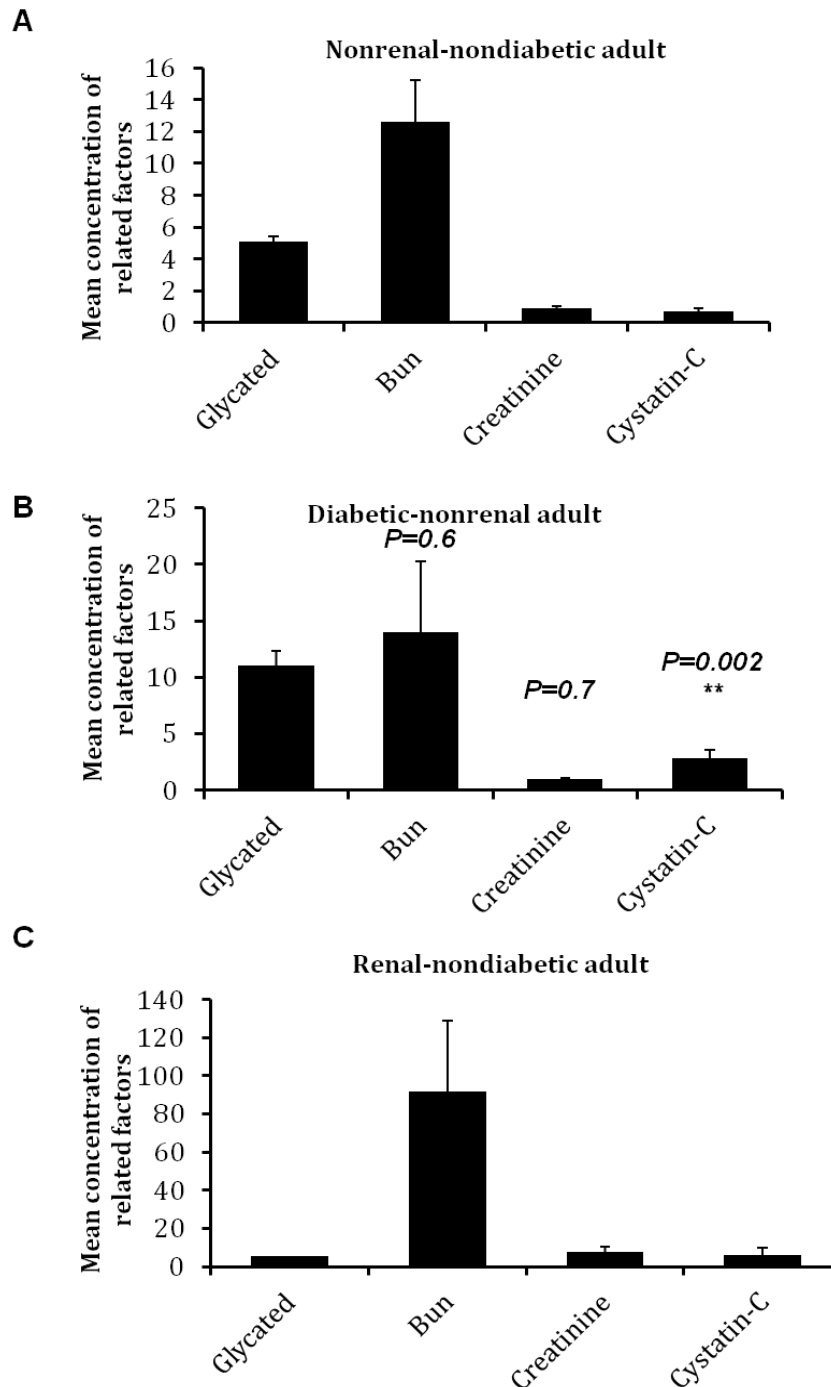 A
Nonrenal-nondiabetic adult
Mean concentration of
related factors
16
14
12
10
8
6
4
2
0
Glycated
Bun
Creatinine
Cystatin-C
B
Diabetic-nonrenal adult
Mean concentration of
related factors
25
20
15
10
5
0
P=0.6
P=0.7
P=0.002
**
Glycated
Bun
Creatinine
Cystatin-C
C
Renal-nondiabetic adult
Mean concentration of
related factors
140
120
100
80
60
40
20
0
Glycated
Bun
Creatinine
Cystatin-C